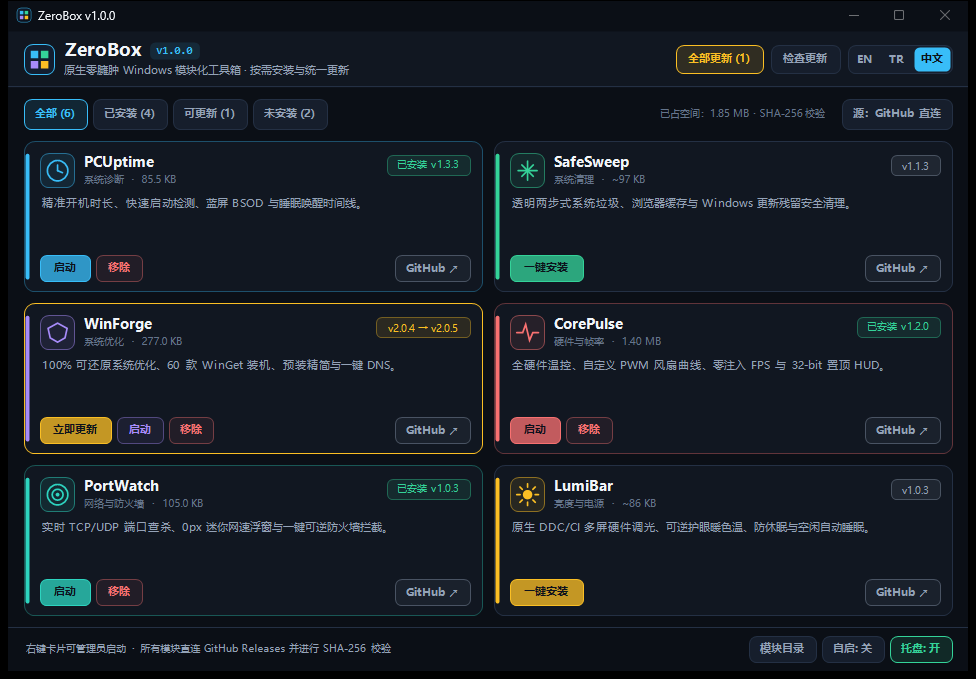 ZeroBox v1.0.0
ZeroBox v1.0.0
原生零臃肿 Windows 模块化工具箱 · 按需安装与统一更新
全部更新 (1) 检查更新 EN TR 中文
全部 (6) 已安装 (4) 可更新 (1) 未安装 (2) 已占空间: 1.85 MB · SHA-256 校验 源: GitHub 直连
PCUptime 已安装 v1.3.3
系统诊断 · 85.5 KB
精准开机时长、快速启动检测、蓝屏 BSOD 与睡眠唤醒时间线。
启动 移除 GitHub ↗
SafeSweep v1.1.3
系统清理 · ~97 KB
透明两步式系统垃圾、浏览器缓存与 Windows 更新残留安全清理。
一键安装 GitHub ↗
WinForge v2.0.4 → v2.0.5
系统优化 · 277.0 KB
100% 可还原系统优化、60 款 WinGet 装机、预装精简与一键 DNS。
立即更新 启动 移除 GitHub ↗
CorePulse 已安装 v1.2.0
硬件与帧率 · 1.40 MB
全硬件温控、自定义 PWM 风扇曲线、零注入 FPS 与 32-bit 置顶 HUD。
启动 移除 GitHub ↗
PortWatch 已安装 v1.0.3
网络与防火墙 · 105.0 KB
实时 TCP/UDP 端口查杀、0px 迷你网速浮窗与一键可逆防火墙拦截。
启动 移除 GitHub ↗
LumiBar v1.0.3
亮度与电源 · ~86 KB
原生 DDC/CI 多屏硬件调光、可逆护眼暖色温、防休眠与空闲自动睡眠。
一键安装 GitHub ↗
右键卡片可管理员启动 · 所有模块直连 GitHub Releases 并进行 SHA-256 校验 模块目录 自启: 关 托盘: 开